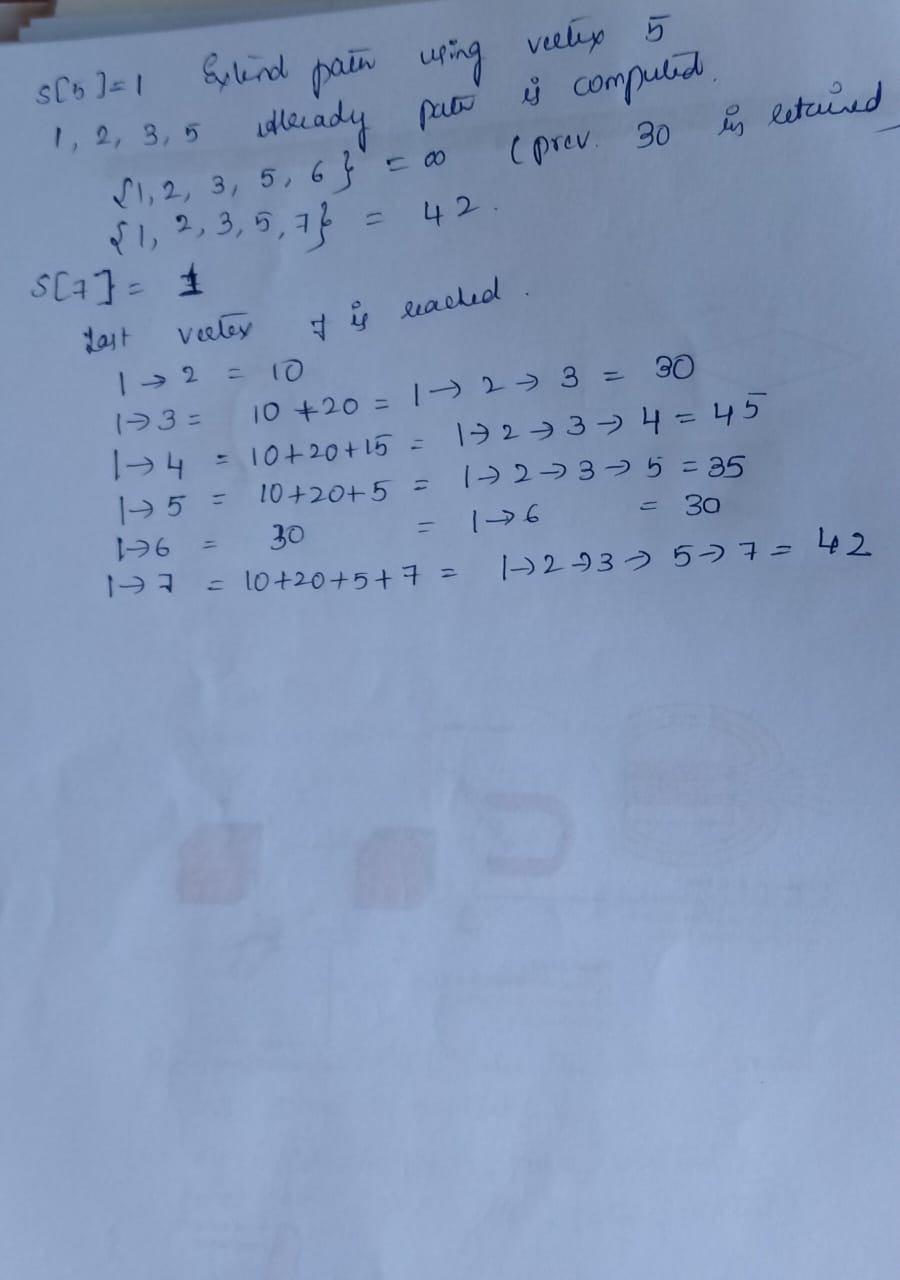 S[5]=1 Extend path using vertex 5
1, 2, 3, 5 already path is computed.
{1, 2, 3, 5, 6} = ∞ (prev. 30 is retained
{1, 2, 3, 5, 7} = 42.
S[7] = 1
Last vertex 7 is reached.
1→2 = 10
1→3 = 10+20 = 1→2→3 = 30
1→4 = 10+20+15 = 1→2→3→4 = 45
1→5 = 10+20+5 = 1→2→3→5 = 35
1→6 = 30 = 1→6 = 30
1→7 = 10+20+5+7 = 1→2→3→5→7 = 42